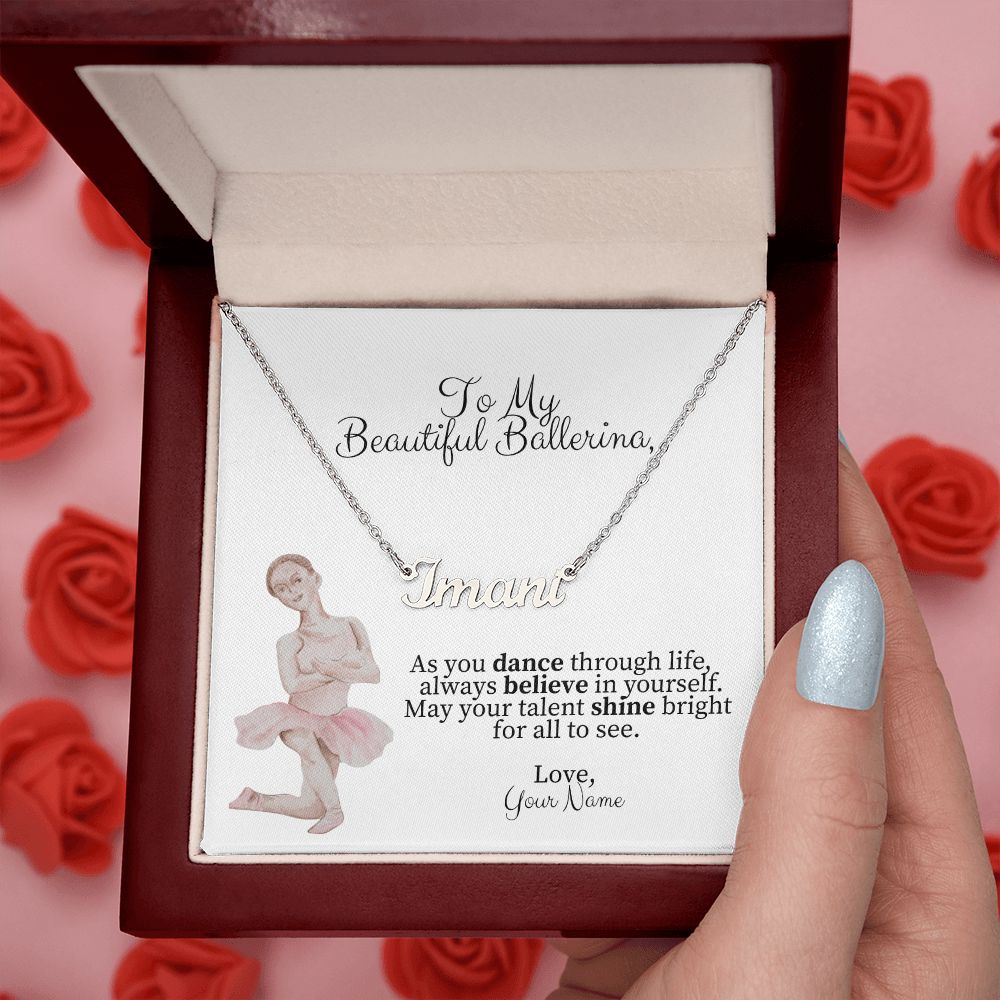 To My
Beautiful Ballerina,
Imani
As you dance through life,
always believe in yourself.
May your talent shine bright
for all to see.
Love,
Your Name